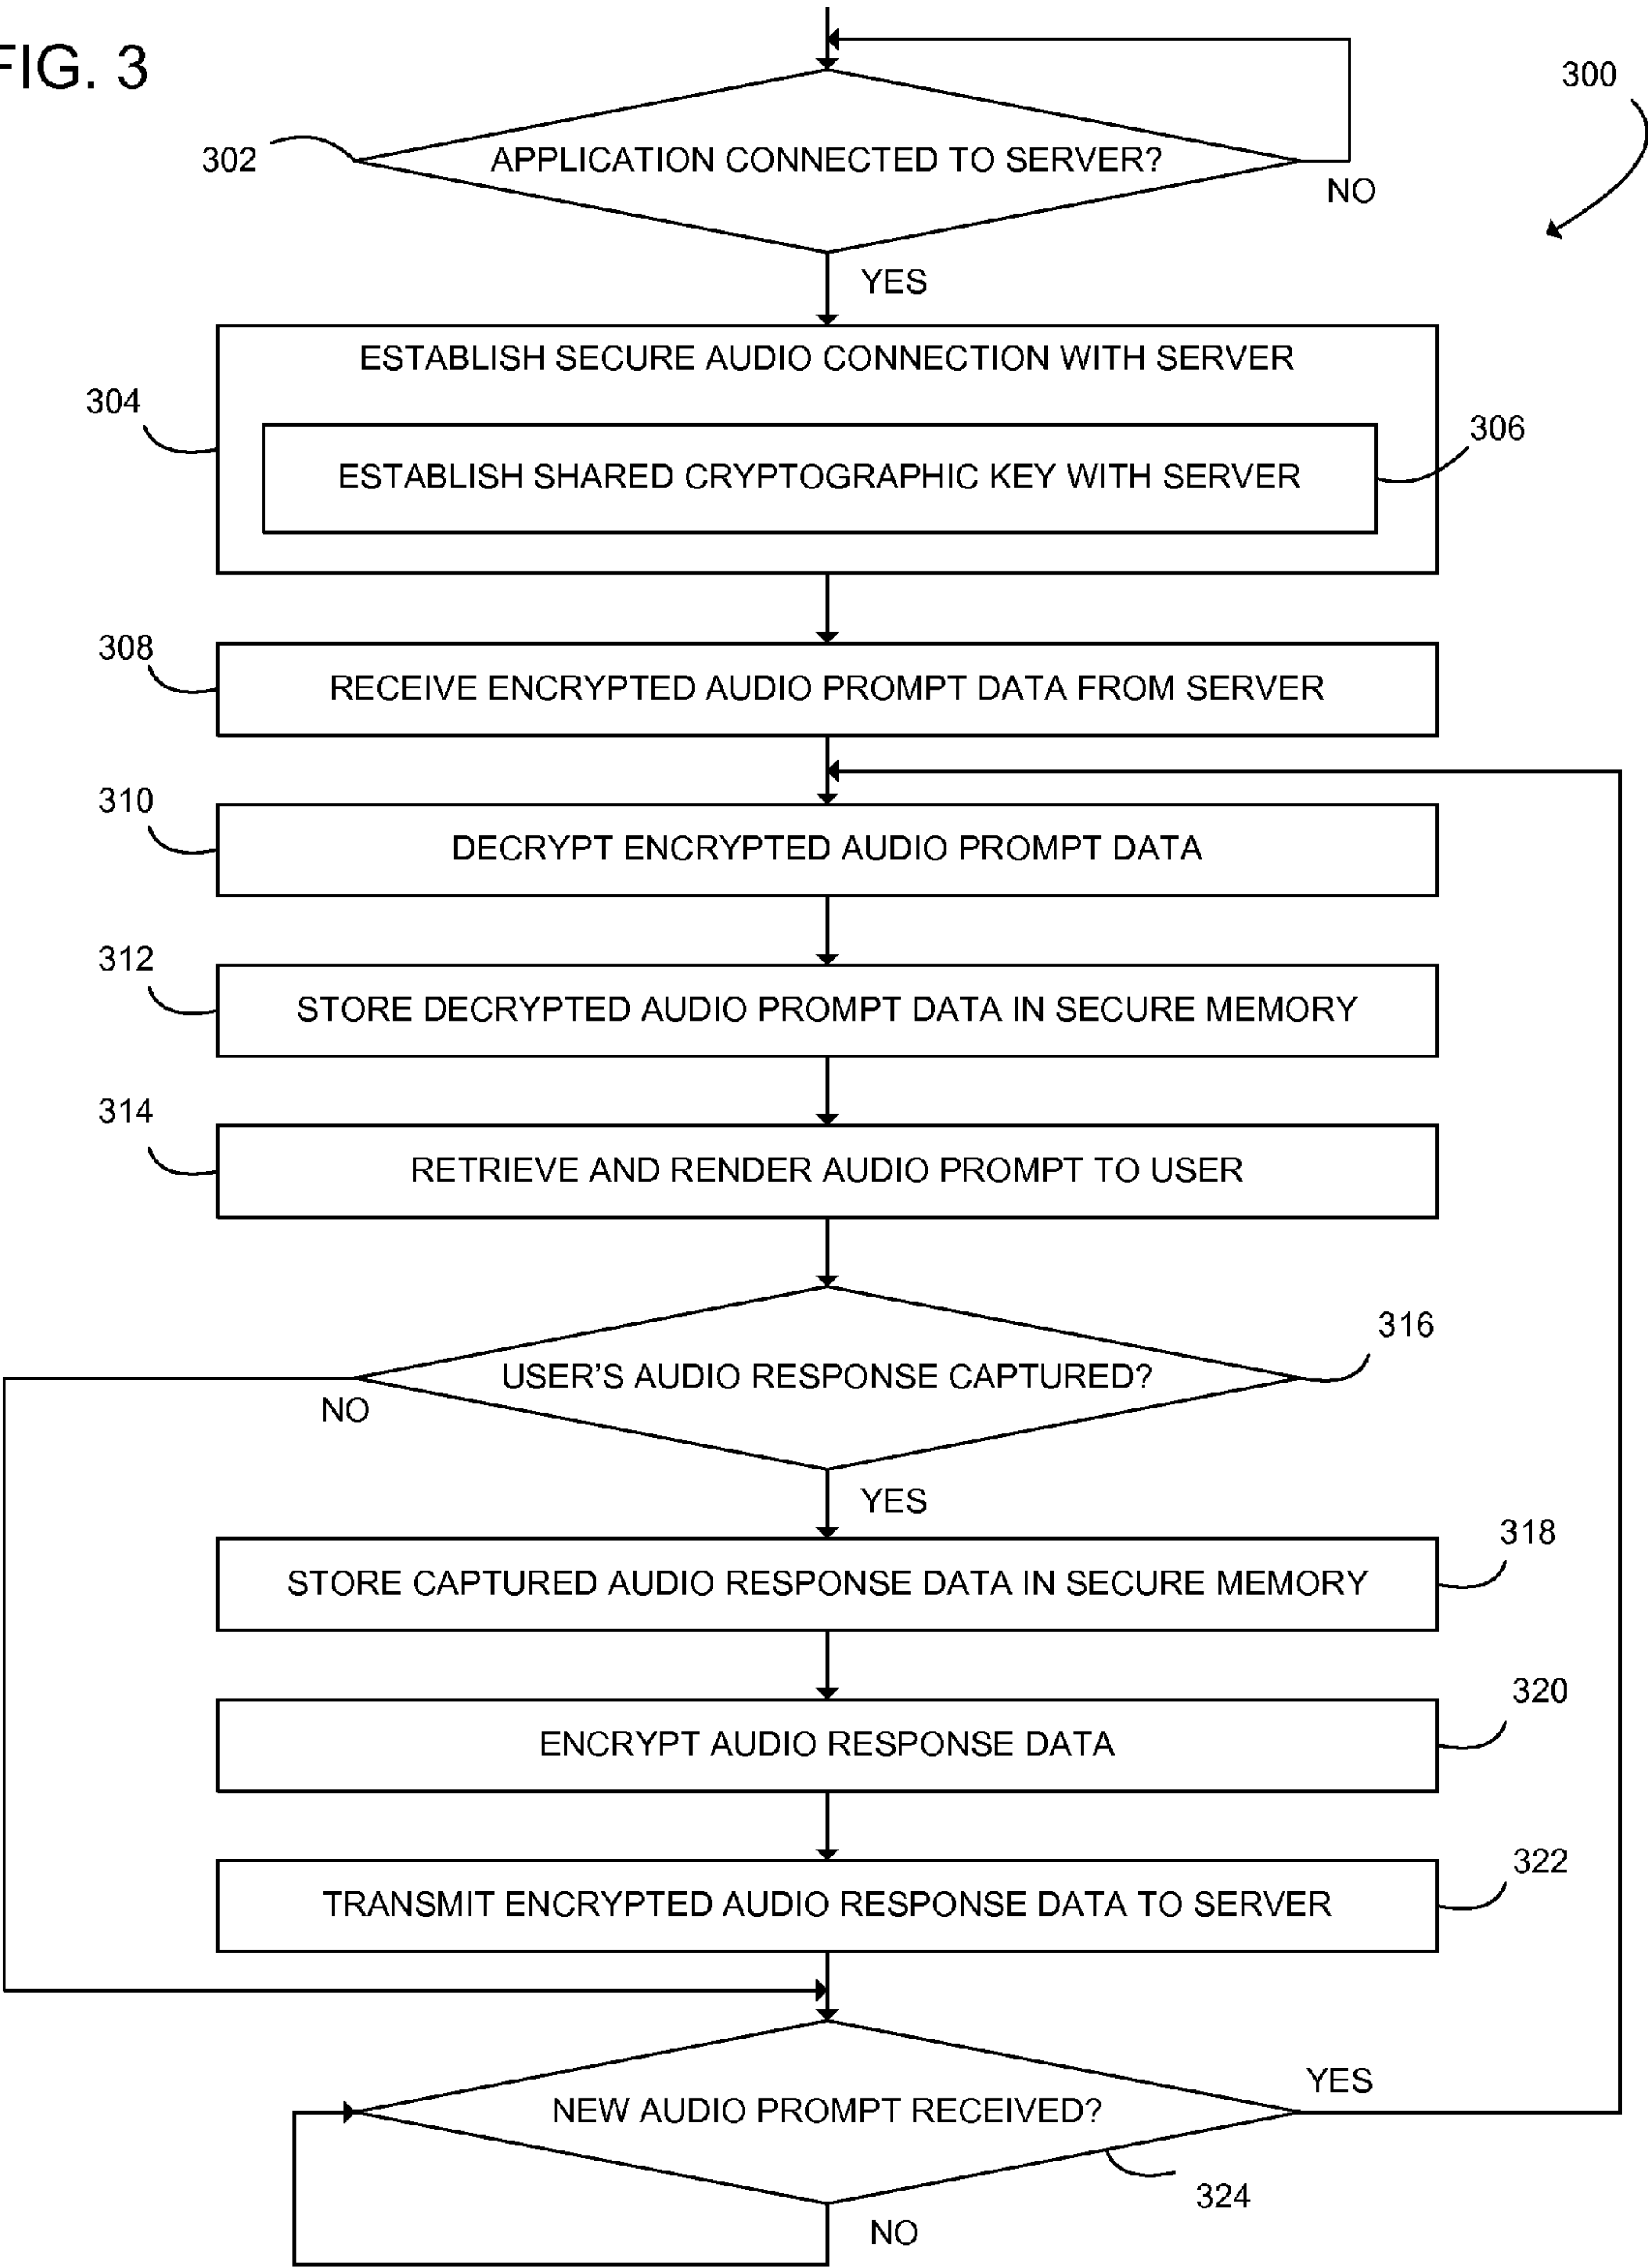 FIG. 3
300
302
APPLICATION CONNECTED TO SERVER?
NO
YES
ESTABLISH SECURE AUDIO CONNECTION WITH SERVER
304
306
ESTABLISH SHARED CRYPTOGRAPHIC KEY WITH SERVER
308
RECEIVE ENCRYPTED AUDIO PROMPT DATA FROM SERVER
310
DECRYPT ENCRYPTED AUDIO PROMPT DATA
312
STORE DECRYPTED AUDIO PROMPT DATA IN SECURE MEMORY
314
RETRIEVE AND RENDER AUDIO PROMPT TO USER
316
USER'S AUDIO RESPONSE CAPTURED?
NO
YES
318
STORE CAPTURED AUDIO RESPONSE DATA IN SECURE MEMORY
320
ENCRYPT AUDIO RESPONSE DATA
322
TRANSMIT ENCRYPTED AUDIO RESPONSE DATA TO SERVER
YES
NEW AUDIO PROMPT RECEIVED?
324
NO